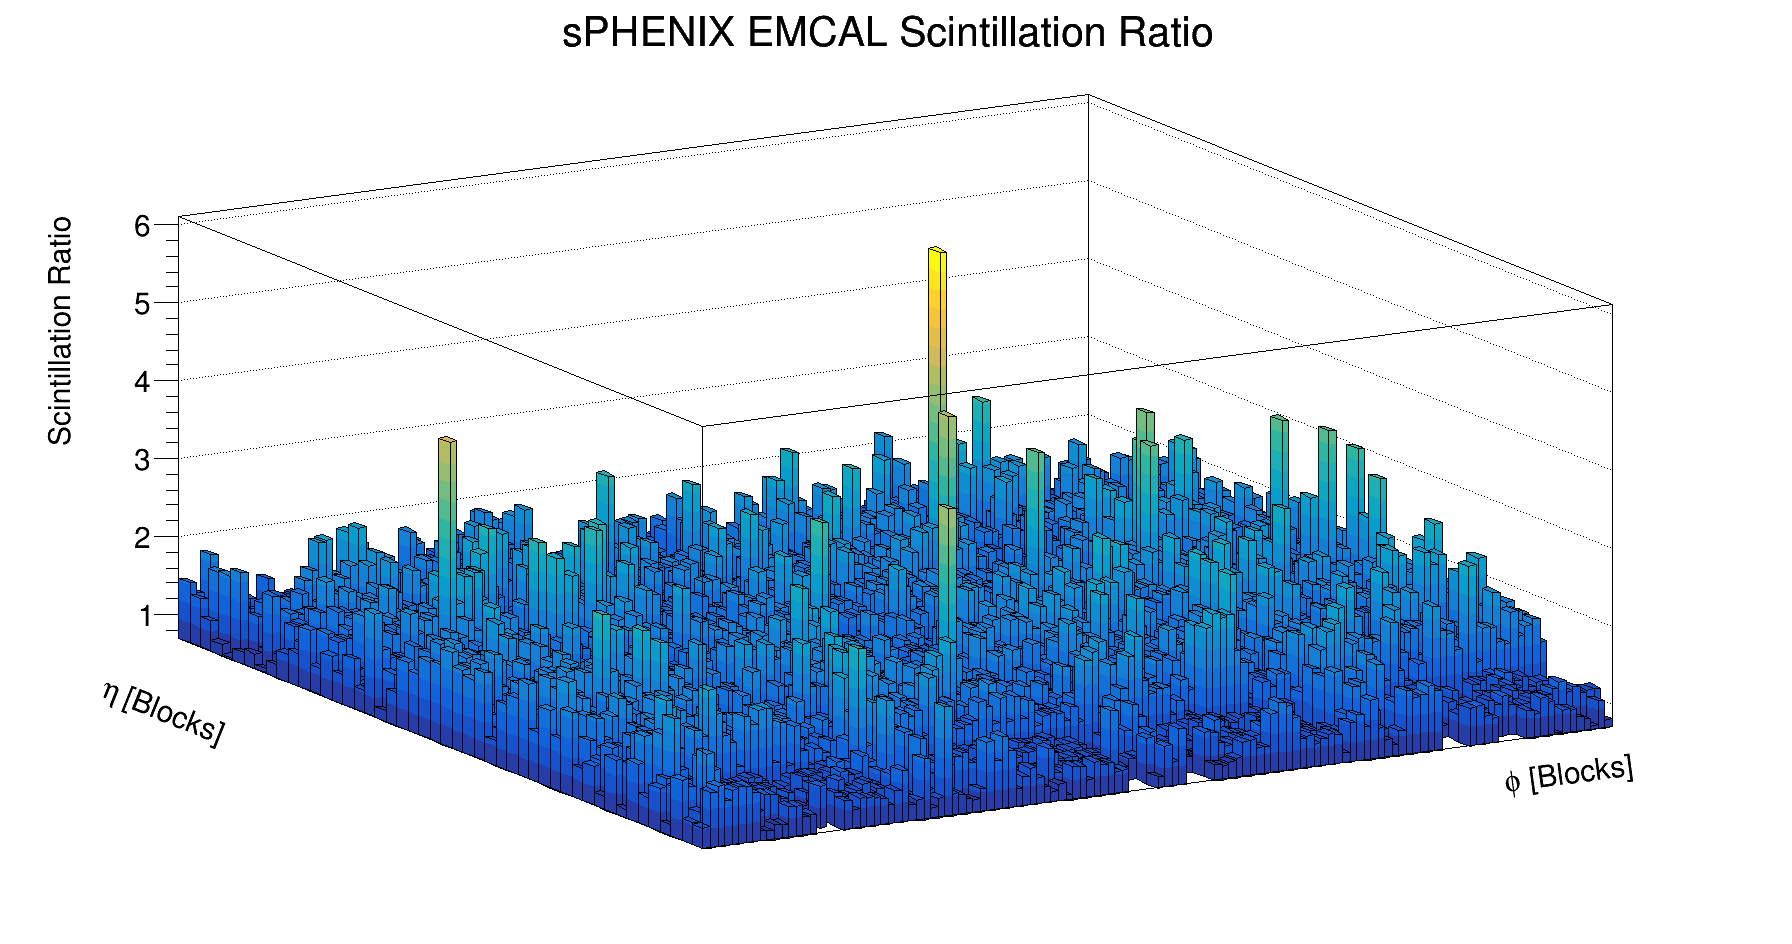 sPHENIX EMCAL Scintillation Ratio
Scintillation Ratio
6
5
4
3
2
1
η [Blocks]
ϕ [Blocks]